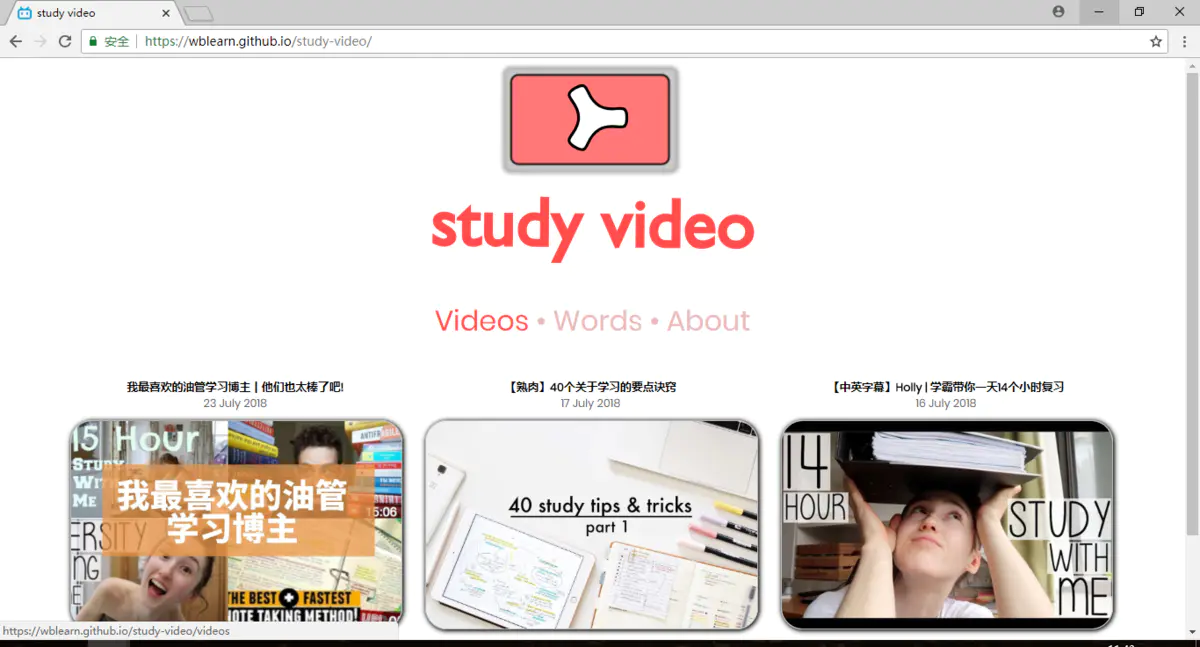 study video
安全
https://wblearn.github.io/study-video/
study video
Videos • Words • About
我最喜欢的油管学习博主 | 他们也太棒了吧!
23 July 2018
【熟肉】40个关于学习的要点诀窍
17 July 2018
【中英字幕】Holly | 学霸带你一天14个小时复习
16 July 2018
15 Hour
STUDY
WITH
ME
我最喜欢的油管
学习博主
15:06
THE BEST + FASTEST
NOTE TAKING METHOD!
40 study tips & tricks
part 1
14
HOUR
STUDY
WITH
ME
https://wblearn.github.io/study-video/videos